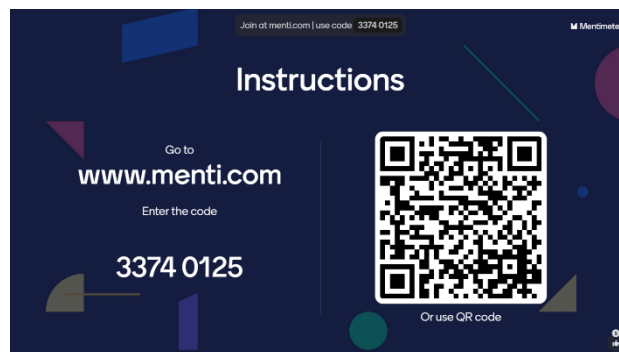 Join at menti.com | use code 3374 0125
Mentimete
Instructions
Go to
www.menti.com
Enter the code
3374 0125
Or use QR code